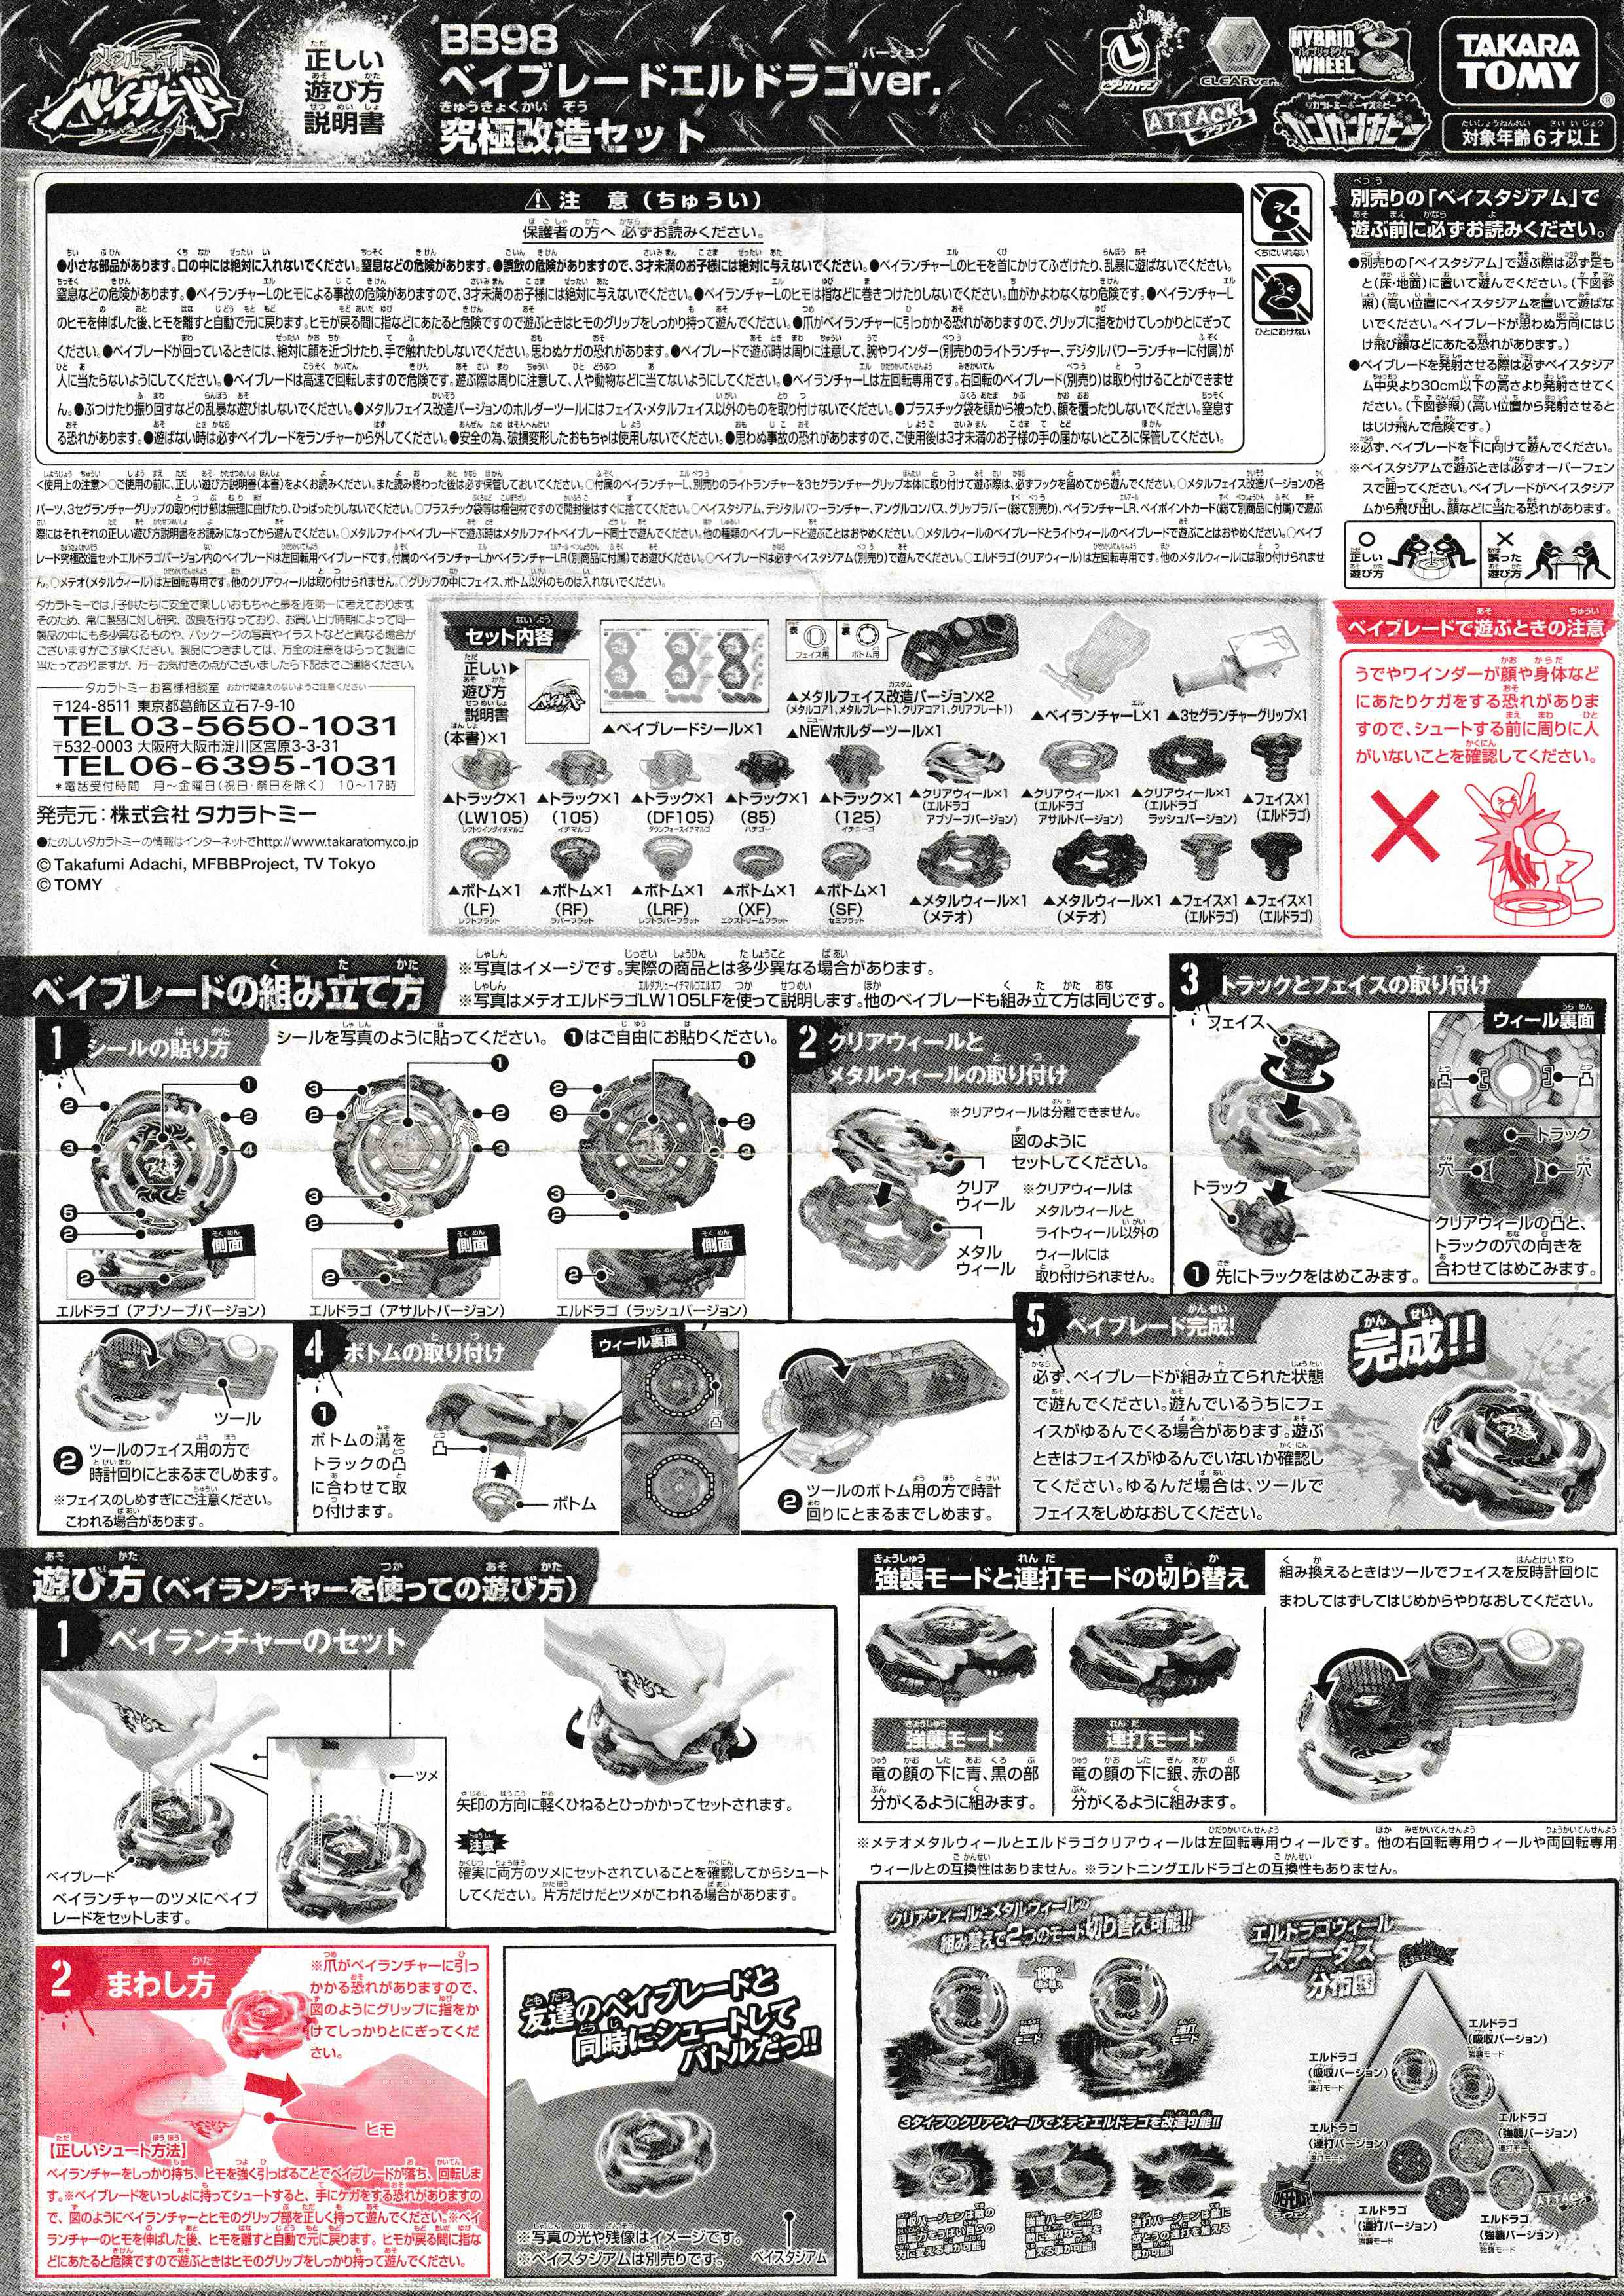 メタルファイト
ベイブレード
BEYBLADE
正しい
遊び方
説明書
BB98
ベイブレードエルドラゴver.
究極改造セット
CLEARver.
HYBRID
WHEEL
ATTACK
アタック
タカラトミーボーイズホビー
ガンガンホビー
TAKARA
TOMY
対象年齢6才以上
注 意(ちゅうい)
保護者の方へ 必ずお読みください。
●小さな部品があります。口の中には絶対に入れないでください。窒息などの危険があります。●誤飲の危険がありますので、3才未満のお子様には絶対に与えないでください。●ベイランチャーLのヒモを首にかけてふざけたり、乱暴に遊ばないでください。
窒息などの危険があります。●ベイランチャーLのヒモによる事故の危険がありますので、3才未満のお子様には絶対に与えないでください。●ベイランチャーLのヒモは指などに巻きつけたりしないでください。血がかよわなくなり危険です。●ベイランチャーL
のヒモを伸ばした後、ヒモを離すと自動で元に戻ります。ヒモが戻る間に指などにあたると危険ですので遊ぶときはヒモのグリップをしっかり持って遊んでください。●爪がベイランチャーに引っかかる恐れがありますので、グリップに指をかけてしっかりとにぎって
ください。●ベイブレードが回っているときには、絶対に顔を近づけたり、手で触れたりしないでください。思わぬケガの恐れがあります。●ベイブレードで遊ぶ時は周りに注意して、腕やワインダー(別売りのライトランチャー、デジタルパワーランチャーに付属)が
人に当たらないようにしてください。●ベイブレードは高速で回転しますので危険です。遊ぶ際は周りに注意して、人や動物などに当てないようにしてください。●ベイランチャーLは左回転専用です。右回転のベイブレード(別売り)は取り付けることができませ
ん。●ぶつけたり振り回すなどの乱暴な遊びはしないでください。●メタルフェイス改造バージョンのホルダーツールにはフェイス・メタルフェイス以外のものを取り付けないでください。●プラスチック袋を頭から被ったり、顔を覆ったりしないでください。窒息す
る恐れがあります。●遊ばない時は必ずベイブレードをランチャーから外してください。●安全の為、破損変形したおもちゃは使用しないでください。●思わぬ事故の恐れがありますので、ご使用後は3才未満のお子様の手の届かないところに保管してください。
くちにいれない
ひとにむけない
別売りの「ベイスタジアム」で
遊ぶ前に必ずお読みください。
●別売りの「ベイスタジアム」で遊ぶ際は必ず足も
と(床・地面)に置いて遊んでください。(下図参
照)(高い位置にベイスタジアムを置いて遊ばな
いでください。ベイブレードが思わぬ方向にはじ
け飛び顔などにあたる恐れがあります。)
●ベイブレードを発射させる際は必ずベイスタジア
ム中央より30cm以下の高さより発射させてく
ださい。(下図参照)(高い位置から発射させると
はじけ飛んで危険です。)
※必ず、ベイブレードを下に向けて遊んでください。
※ベイスタジアムで遊ぶときは必ずオーバーフェン
スで囲ってください。ベイブレードがベイスタジア
ムから飛び出し、顔などに当たる恐れがあります。
正しい
遊び方
誤った
遊び方
<使用上の注意>○ご使用の前に、正しい遊び方説明書(本書)をよくお読みください。また読み終わった後は必ず保管しておいてください。○付属のベイランチャーL、別売りのライトランチャーを3セグランチャーグリップ本体に取付けて遊ぶ際は、必ずフックを留めてから遊んでください。○メタルフェイス改造バージョンの各
パーツ、3セグランチャーグリップの取り付け部は無理に曲げたり、ひっぱったりしないでください。○プラスチック袋等は梱包材ですので開封後はすぐに捨ててください。○ベイスタジアム、デジタルパワーランチャー、アングルコンパス、グリップラバー(総て別売り)、ベイランチャーLR、ベイポイントカード(総て別商品に付属)で遊ぶ
際にはそれぞれの正しい遊び方説明書をお読みになってから遊んでください。○メタルファイトベイブレードで遊ぶ時はメタルファイトベイブレード同士で遊んでください。他の種類のベイブレードと遊ぶことはおやめください。○メタルウィールのベイブレードとライトウィールのベイブレードで遊ぶことはおやめください。○ベイブ
レード究極改造セットエルドラゴバージョン内のベイブレードは左回転用ベイブレードです。付属のベイランチャーLかベイランチャーLR(別商品に付属)でお遊びください。○ベイブレードは必ずベイスタジアム(別売り)で遊んでください。○エルドラゴ(クリアウィール)は左回転専用です。他のメタルウィールには取り付けられませ
ん。○メテオ(メタルウィール)は左回転専用です。他のクリアウィールは取り付けられません。○グリップの中にフェイス、ボトム以外のものは入れないでください。
タカラトミーでは、「子供たちに安全で楽しいおもちゃと夢を」を第一に考えております。
そのため、常に製品に対し研究、改良を行なっており、お買い上げ時期によって同一
製品の中にも多少異なるものや、パッケージの写真やイラストなどと異なる場合が
ございますがご了承ください。製品につきましては、万全の注意をはらって製造に
当たっておりますが、万一お気付きの点がございましたら下記までご連絡ください。
タカラトミーお客様相談室 おかけ間違えのないようご注意ください
〒124-8511 東京都葛飾区立石7-9-10
TEL03-5650-1031
〒532-0003 大阪府大阪市淀川区宮原3-3-31
TEL06-6395-1031
*電話受付時間 月〜金曜日(祝日・祭日を除く) 10〜17時
発売元:株式会社 タカラトミー
●たのしいタカラトミーの情報はインターネットでhttp://www.takaratomy.co.jp
© Takafumi Adachi, MFBBProject, TV Tokyo
© TOMY
セット内容
正しい▶
遊び方
説明書
(本書)×1
▲ベイブレードシール×1
表
フェイス用
裏
ボトム用
▲メタルフェイス改造バージョン×2
(メタルコア1、メタルプレート1、クリアコア1、クリアプレート1)
▲NEWホルダーツール×1
▲ベイランチャーL×1
▲3セグランチャーグリップ×1
▲トラック×1
(LW105)
レフトウイングイチマルゴ
▲トラック×1
(105)
イチマルゴ
▲トラック×1
(DF105)
ダウンフォースイチマルゴ
▲トラック×1
(85)
ハチゴー
▲トラック×1
(125)
イチニーゴ
▲クリアウィール×1
(エルドラゴ
アブソーブバージョン)
▲クリアウィール×1
(エルドラゴ
アサルトバージョン)
▲クリアウィール×1
(エルドラゴ
ラッシュバージョン)
▲フェイス×1
(エルドラゴ)
▲ボトム×1
(LF)
レフトフラット
▲ボトム×1
(RF)
ラバーフラット
▲ボトム×1
(LRF)
レフトラバーフラット
▲ボトム×1
(XF)
エクストリームフラット
▲ボトム×1
(SF)
セミフラット
▲メタルウィール×1
(メテオ)
▲メタルウィール×1
(メテオ)
▲フェイス×1
(エルドラゴ)
▲フェイス×1
(エルドラゴ)
ベイブレードで遊ぶときの注意
うでやワインダーが顔や身体など
にあたりケガをする恐れがありま
すので、シュートする前に周りに人
がいないことを確認してください。
ベイブレードの組み立て方
※写真はイメージです。実際の商品とは多少異なる場合があります。
※写真はメテオエルドラゴLW105LFを使って説明します。他のベイブレードも組み立て方は同じです。
1 シールの貼り方
シールを写真のように貼ってください。 ❶はご自由にお貼りください。
側面
エルドラゴ(アブソーブバージョン)
側面
エルドラゴ(アサルトバージョン)
側面
エルドラゴ(ラッシュバージョン)
2 クリアウィールと
メタルウィールの取り付け
※クリアウィールは分離できません。
図のように
セットしてください。
クリア
ウィール
メタル
ウィール
※クリアウィールは
メタルウィールと
ライトウィール以外の
ウィールには
取り付けられません。
3 トラックとフェイスの取り付け
フェイス
トラック
❶ 先にトラックをはめこみます。
ウィール裏面
凸
凸
トラック
穴
穴
クリアウィールの凸と、
トラックの穴の向きを
合わせてはめこみます。
ツール
❷ ツールのフェイス用の方で
時計回りにとまるまでしめます。
※フェイスのしめすぎにご注意ください。
こわれる場合があります。
4 ボトムの取り付け
❶
ボトムの溝を
トラックの凸
に合わせて取
り付けます。
凸
ボトム
ウィール裏面
凸
❷ ツールのボトム用の方で時計
回りにとまるまでしめます。
5 ベイブレード完成!
完成!!
必ず、ベイブレードが組み立てられた状態
で遊んでください。遊んでいるうちにフェ
イスがゆるんでくる場合があります。遊ぶ
ときはフェイスがゆるんでいないか確認し
てください。ゆるんだ場合は、ツールで
フェイスをしめなおしてください。
遊び方(ベイランチャーを使っての遊び方)
1 ベイランチャーのセット
ツメ
ベイブレード
ベイランチャーのツメにベイブ
レードをセットします。
矢印の方向に軽くひねるとひっかかってセットされます。
注意
確実に両方のツメにセットされていることを確認してからシュート
してください。片方だけだとツメがこわれる場合があります。
2 まわし方
※爪がベイランチャーに引っ
かかる恐れがありますので、
図のようにグリップに指をか
けてしっかりとにぎってくだ
さい。
ヒモ
【正しいシュート方法】
ベイランチャーをしっかり持ち、ヒモを強く引っぱることでベイブレードが落ち、回転しま
す。※ベイブレードをいっしょに持ってシュートすると、手にケガをする恐れがありますの
で、図のようにベイランチャーとヒモのグリップ部を正しく持って遊んでください。※ベイ
ランチャーのヒモを伸ばした後、ヒモを離すと自動で元に戻ります。ヒモが戻る間に指な
どにあたると危険ですので遊ぶときはヒモのグリップをしっかり持って遊んでください。
友達のベイブレードと
同時にシュートして
バトルだっ!!
※写真の光や残像はイメージです。
※ベイスタジアムは別売りです。
ベイスタジアム
強襲モードと連打モードの切り替え
組み換えるときはツールでフェイスを反時計回りに
まわしてはずしてはじめからやりなおしてください。
強襲モード
竜の顔の下に青、黒の部
分がくるように組みます。
連打モード
竜の顔の下に銀、赤の部
分がくるように組みます。
※メテオメタルウィールとエルドラゴクリアウィールは左回転専用ウィールです。他の右回転専用ウィールや両回転専用
ウィールとの互換性はありません。※ライトニングエルドラゴとの互換性もありません。
クリアウィールとメタルウィールの
組み替えで2つのモード切り替え可能!!
180°
強襲
モード
連打
モード
3タイプのクリアウィールでメテオエルドラゴを改造可能!!
エルドラゴウィール
ステータス
分布図
エルドラゴ
(吸収バージョン)
強襲モード
エルドラゴ
(吸収バージョン)
連打モード
エルドラゴ
(強襲バージョン)
連打モード
エルドラゴ
(連打バージョン)
連打モード
エルドラゴ
(連打バージョン)
強襲モード
エルドラゴ
(強襲バージョン)
強襲モード
DEFENSE
ディフェンス
ATTACK
アタック